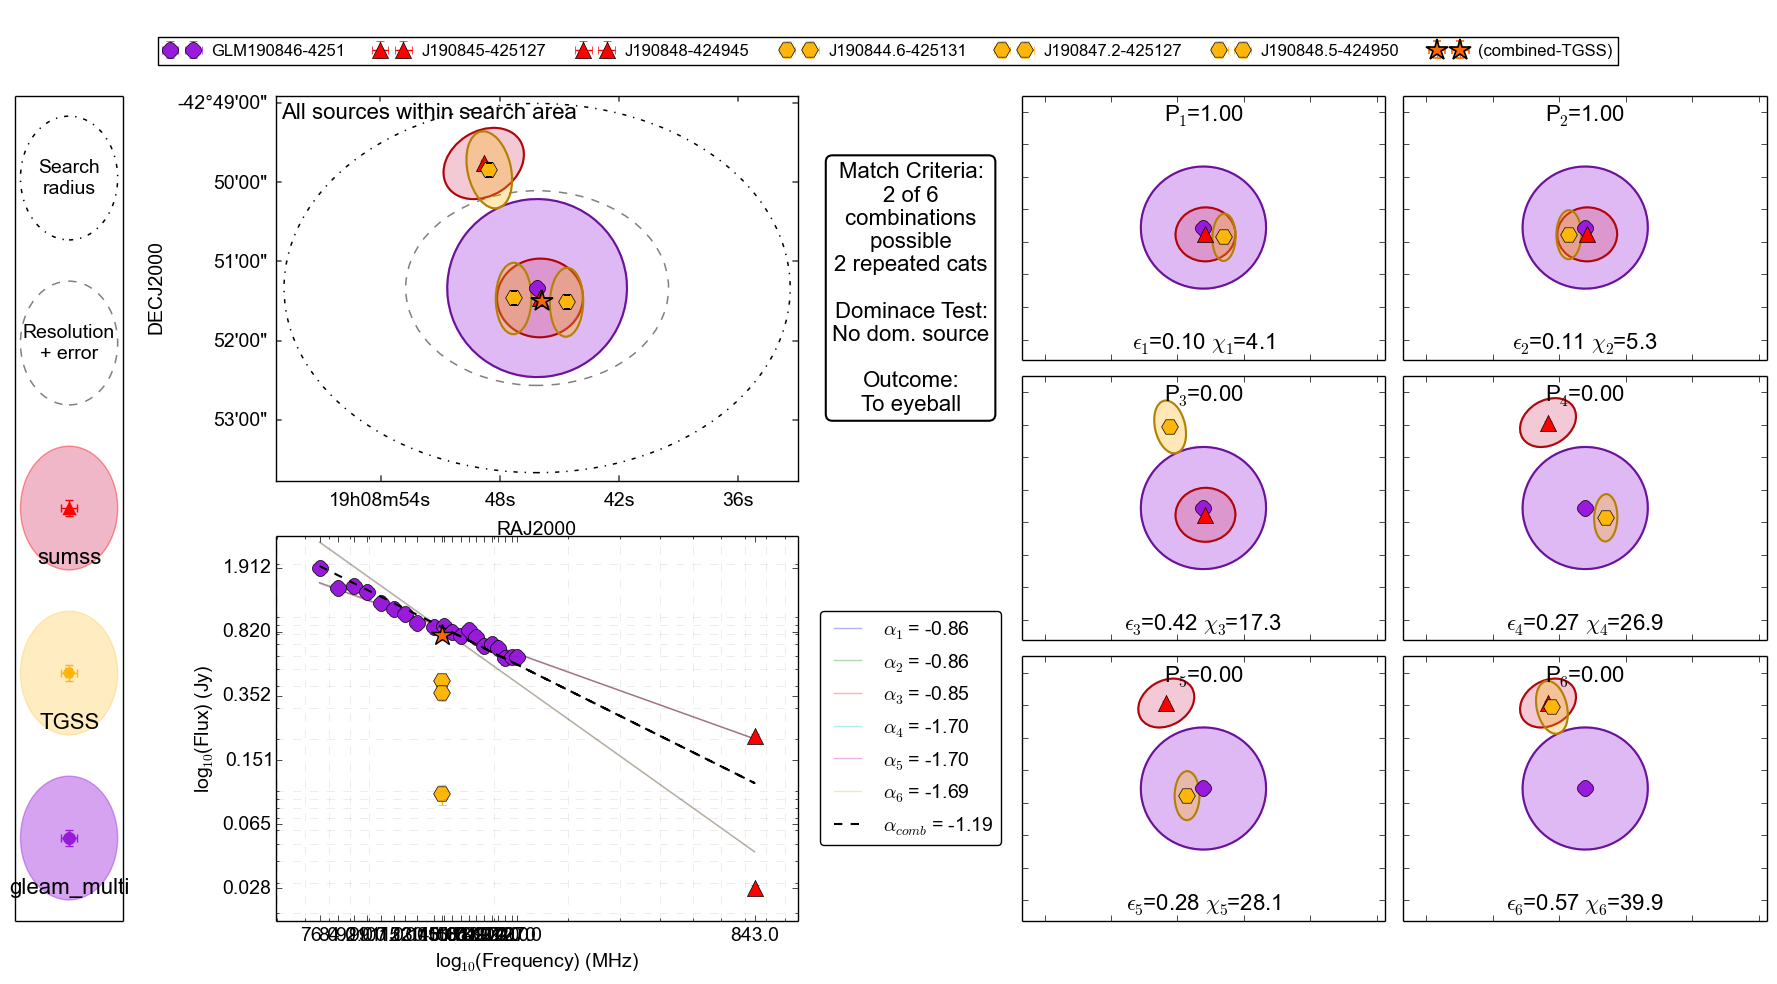 GLM190846-4251 J190845-425127 J190848-424945 J190844.6-425131 J190847.2-425127 J190848.5-424950 (combined-TGSS)
Search
radius
Resolution
+ error
sumss
TGSS
gleam_multi
All sources within search area
DECJ2000
-42°49'00"
50'00"
51'00"
52'00"
53'00"
19h08m54s 48s 42s 36s
RAJ2000
log10(Flux) (Jy)
1.912
0.820
0.352
0.151
0.065
0.028
843.0
log10(Frequency) (MHz)
Match Criteria:
2 of 6
combinations
possible
2 repeated cats
Dominace Test:
No dom. source
Outcome:
To eyeball
α1 = -0.86
α2 = -0.86
α3 = -0.85
α4 = -1.70
α5 = -1.70
α6 = -1.69
αcomb = -1.19
P1=1.00
ϵ1=0.10 χ1=4.1
P2=1.00
ϵ2=0.11 χ2=5.3
P3=0.00
ϵ3=0.42 χ3=17.3
P4=0.00
ϵ4=0.27 χ4=26.9
P5=0.00
ϵ5=0.28 χ5=28.1
P6=0.00
ϵ6=0.57 χ6=39.9